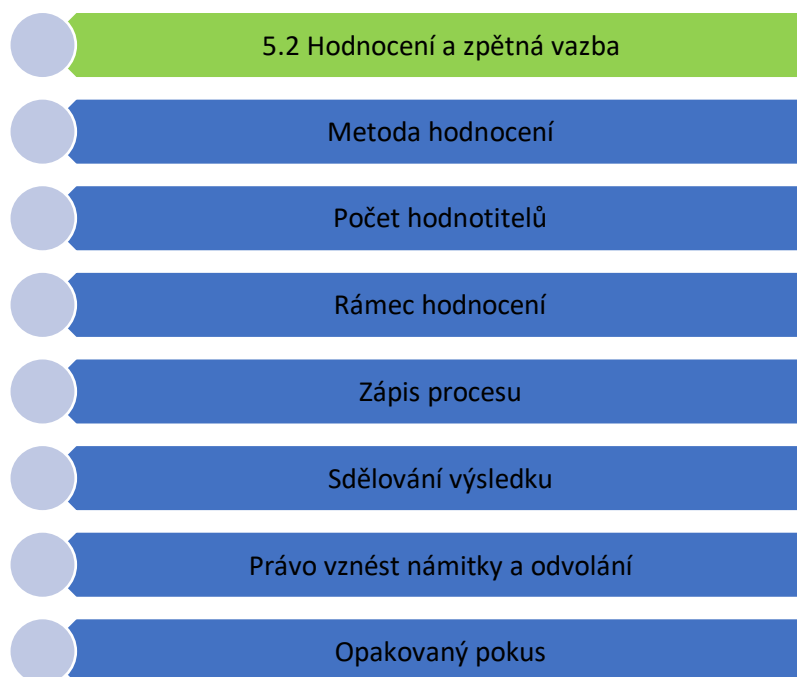 5.2 Hodnocení a zpětná vazba
Metoda hodnocení
Počet hodnotitelů
Rámec hodnocení
Zápis procesu
Sdělování výsledku
Právo vznést námitky a odvolání
Opakovaný pokus